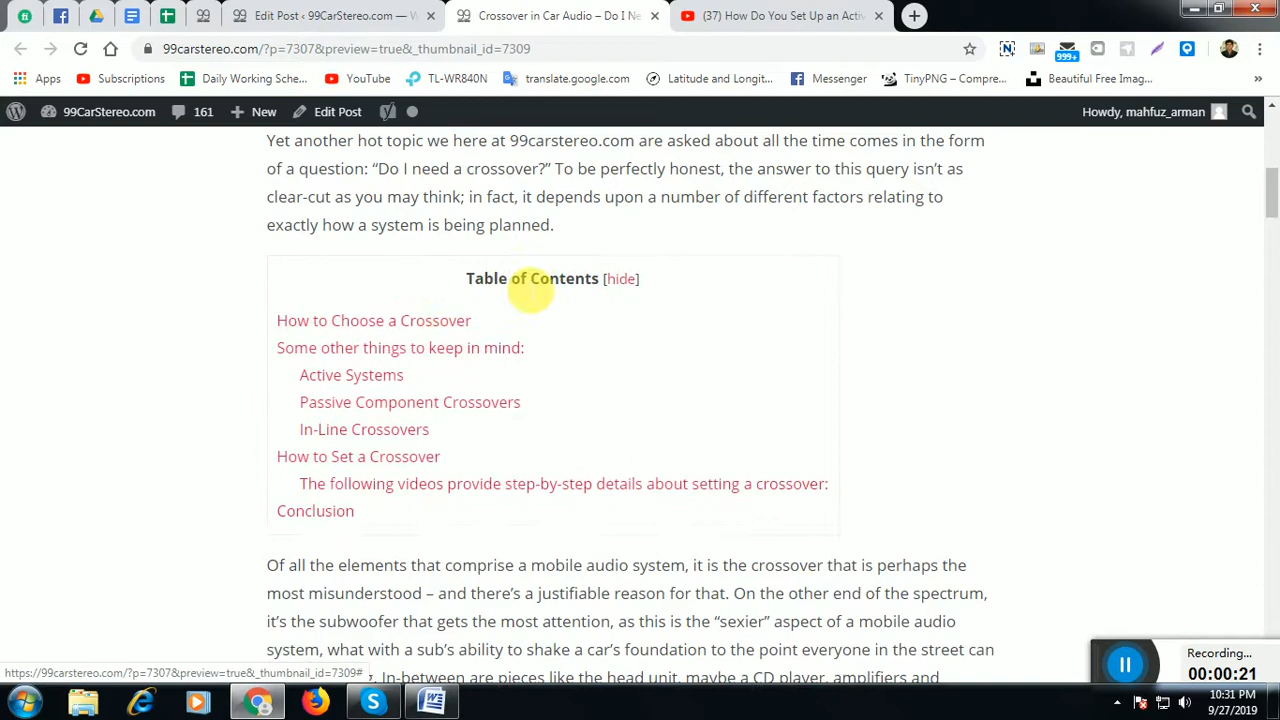 Edit Post ‹ 99CarStereo.com — W
Crossover in Car Audio – Do I Ne
(37) How Do You Set Up an Activ
99carstereo.com/?p=7307&preview=true&_thumbnail_id=7309
999+
Apps
Subscriptions
Daily Working Sche...
YouTube
TL-WR840N
translate.google.com
Latitude and Longit...
Messenger
TinyPNG – Compre...
Beautiful Free Imag...
99CarStereo.com
161
New
Edit Post
Howdy, mahfuz_arman
Yet another hot topic we here at 99carstereo.com are asked about all the time comes in the form
of a question: “Do I need a crossover?” To be perfectly honest, the answer to this query isn’t as
clear-cut as you may think; in fact, it depends upon a number of different factors relating to
exactly how a system is being planned.
Table of Contents [hide]
How to Choose a Crossover
Some other things to keep in mind:
Active Systems
Passive Component Crossovers
In-Line Crossovers
How to Set a Crossover
The following videos provide step-by-step details about setting a crossover:
Conclusion
Of all the elements that comprise a mobile audio system, it is the crossover that is perhaps the
most misunderstood – and there’s a justifiable reason for that. On the other end of the spectrum,
it’s the subwoofer that gets the most attention, as this is the “sexier” aspect of a mobile audio
system, what with a sub’s ability to shake a car’s foundation to the point everyone in the street can
In-between are pieces like the head unit, maybe a CD player, amplifiers and
https://99carstereo.com/?p=7307&preview=true&_thumbnail_id=7309#
Recording...
00:00:21
10:31 PM
9/27/2019